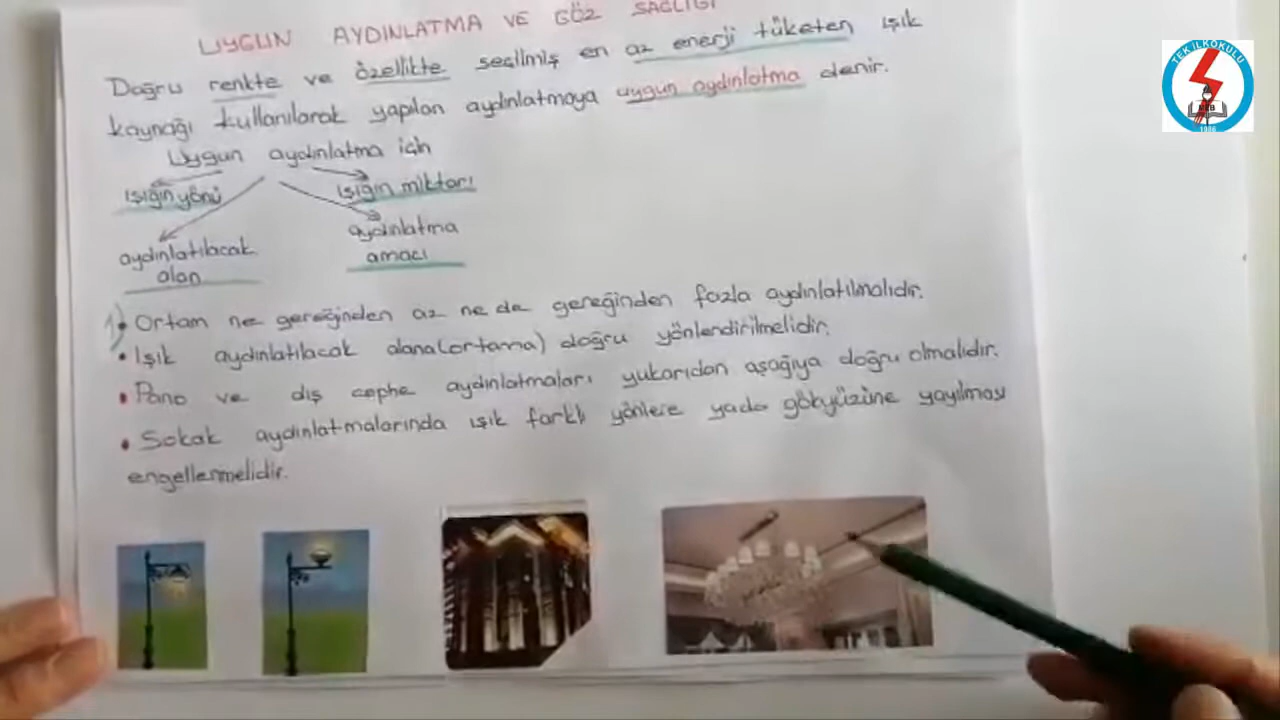 UYGUN AYDINLATMA VE GÖZ SAĞLIĞI
Doğru renkte ve özellikte seçilmiş en az enerji tüketen ışık
kaynağı kullanılarak yapılan aydınlatmaya uygun aydınlatma denir.
Uygun aydınlatma için
ışığın yönü
ışığın miktarı
aydınlatılacak alan
aydınlatma amacı
1)• Ortam ne gereğinden az ne de gereğinden fazla aydınlatılmalıdır.
• Işık aydınlatılacak alana(ortama) doğru yönlendirilmelidir.
• Pano ve dış cephe aydınlatmaları yukarıdan aşağıya doğru olmalıdır.
• Sokak aydınlatmalarında ışık farklı yönlere yada gökyüzüne yayılması
engellenmelidir.
TEK İLKOKULU
MEB
1986